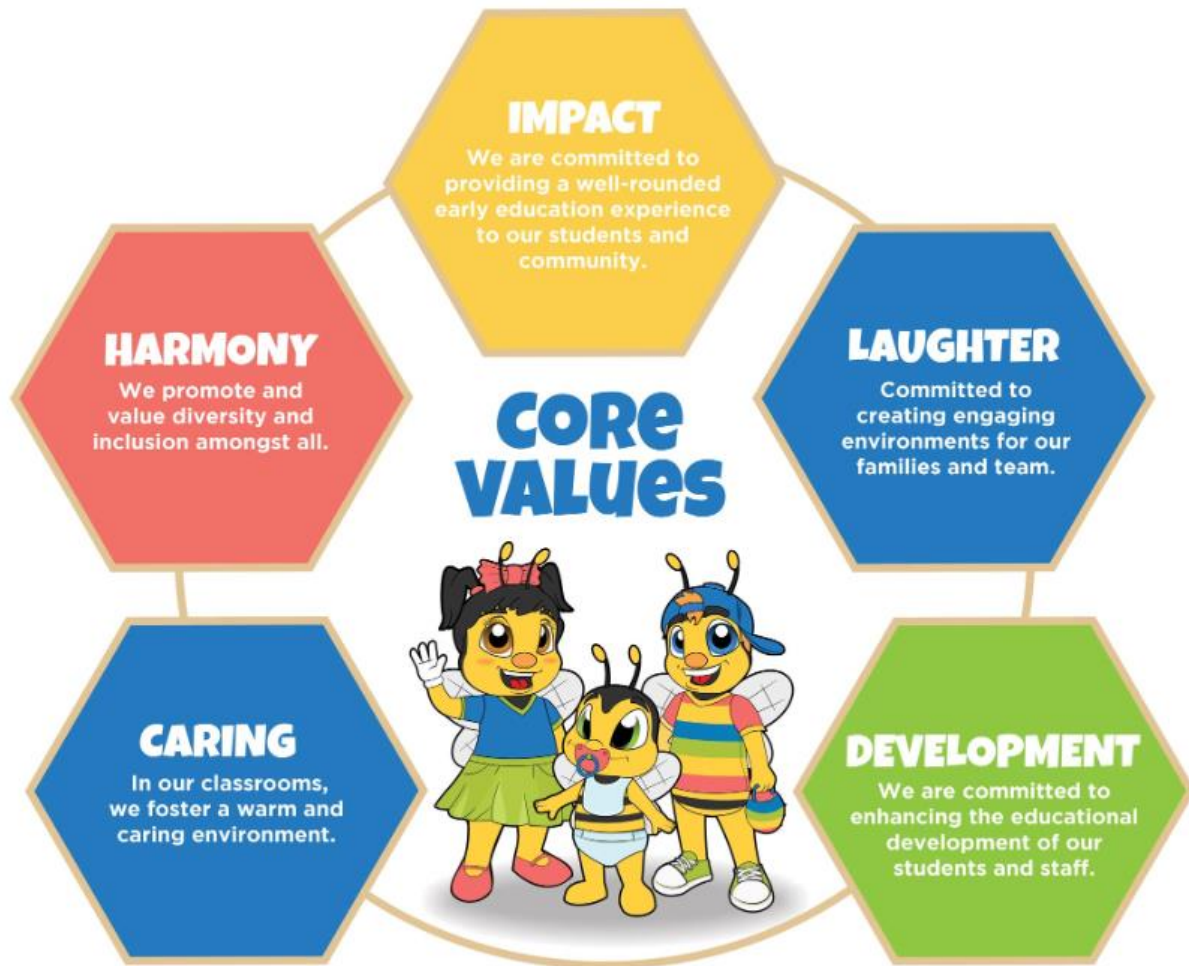 IMPACT
We are committed to
providing a well-rounded
early education experience
to our students and
community.
HARMONY
We promote and
value diversity and
inclusion amongst all.
LAUGHTER
Committed to
creating engaging
environments for our
families and team.
CORE
VALUES
CARING
In our classrooms,
we foster a warm and
caring environment.
DEVELOPMENT
We are committed to
enhancing the educational
development of our
students and staff.